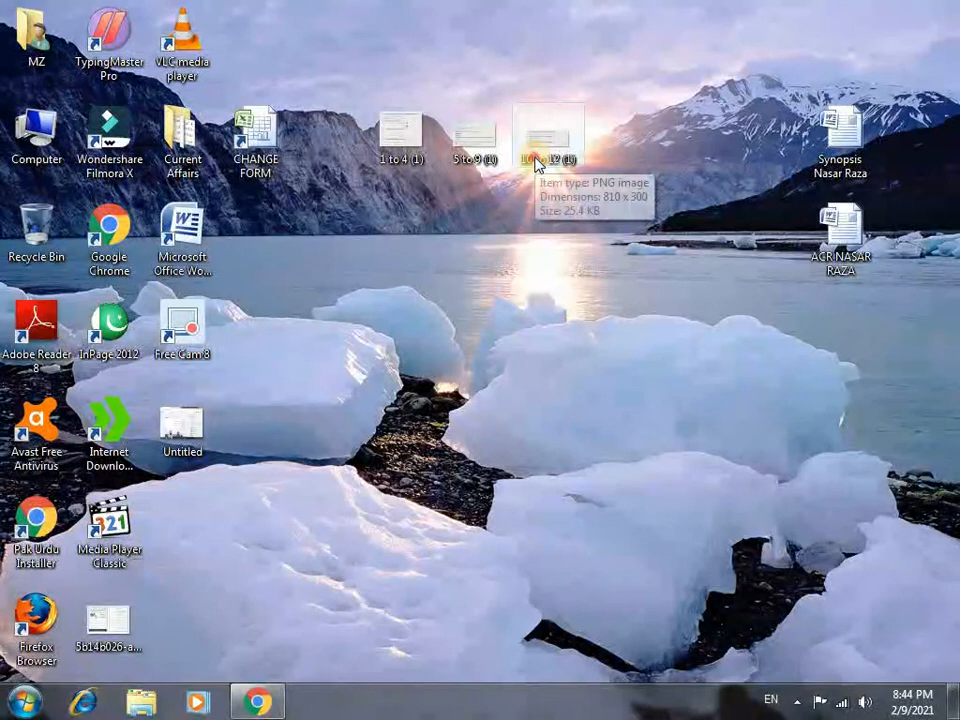 MZ
TypingMaster
Pro
VLC media
player
Computer
Wondershare
Filmora X
Current
Affairs
CHANGE
FORM
1 to 4 (1)
5 to 9 (1)
10 to 12 (1)
Item type: PNG image
Dimensions: 810 x 300
Size: 25.4 KB
Synopsis
Nasar Raza
Recycle Bin
Google
Chrome
Microsoft
Office Wo...
ACR NASAR
RAZA
Adobe Reader
8
InPage 2012
Free Cam 8
Avast Free
Antivirus
Internet
Downlo...
Untitled
Pak Urdu
Installer
321
Media Player
Classic
Firefox
Browser
5b14b026-a...
EN
8:44 PM
2/9/2021